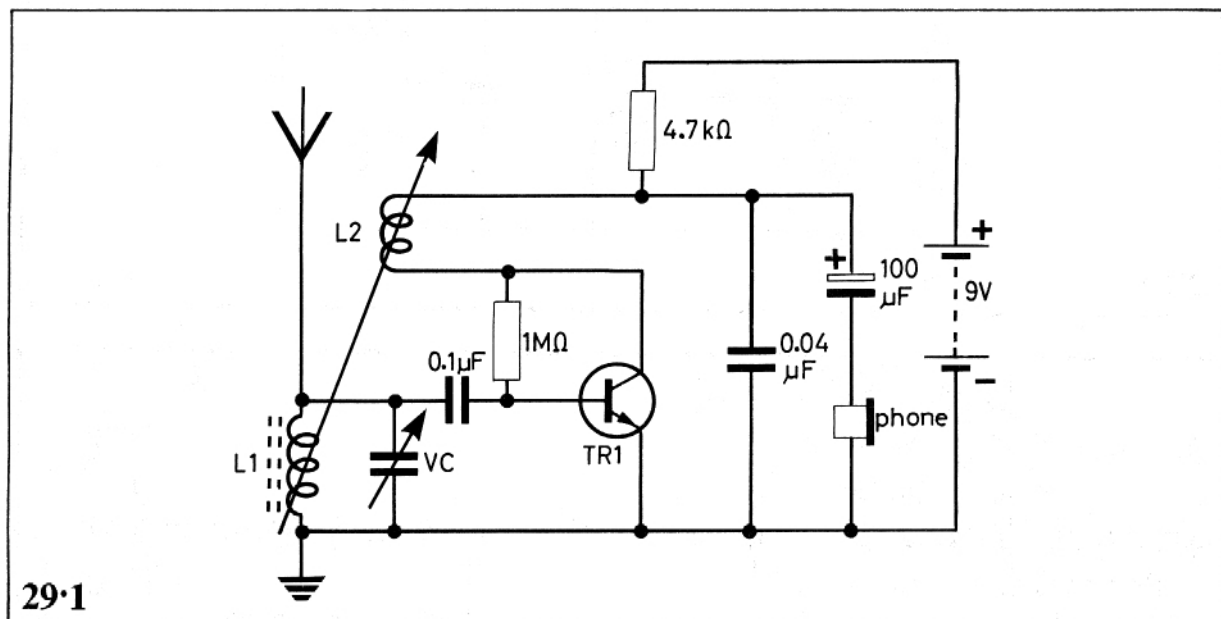 4.7kΩ
L2
+
+
100
µF
9V
1MΩ
0.1µF
0.04
µF
−
phone
L1
VC
TR1
29·1